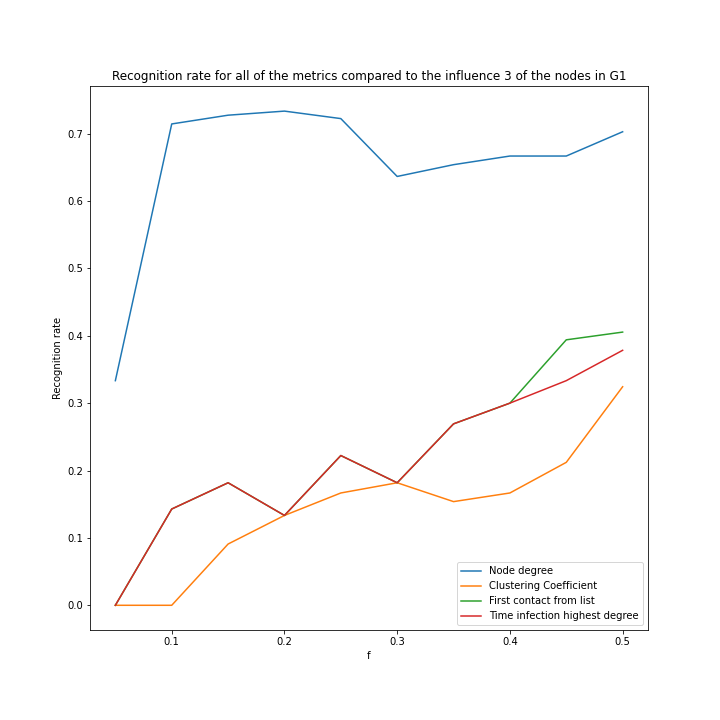 Recognition rate for all of the metrics compared to the influence 3 of the nodes in G1
0.7
0.6
0.5
0.4
0.3
0.2
0.1
0.0
Recognition rate
0.1 0.2 0.3 0.4 0.5
f
Node degree
Clustering Coefficient
First contact from list
Time infection highest degree